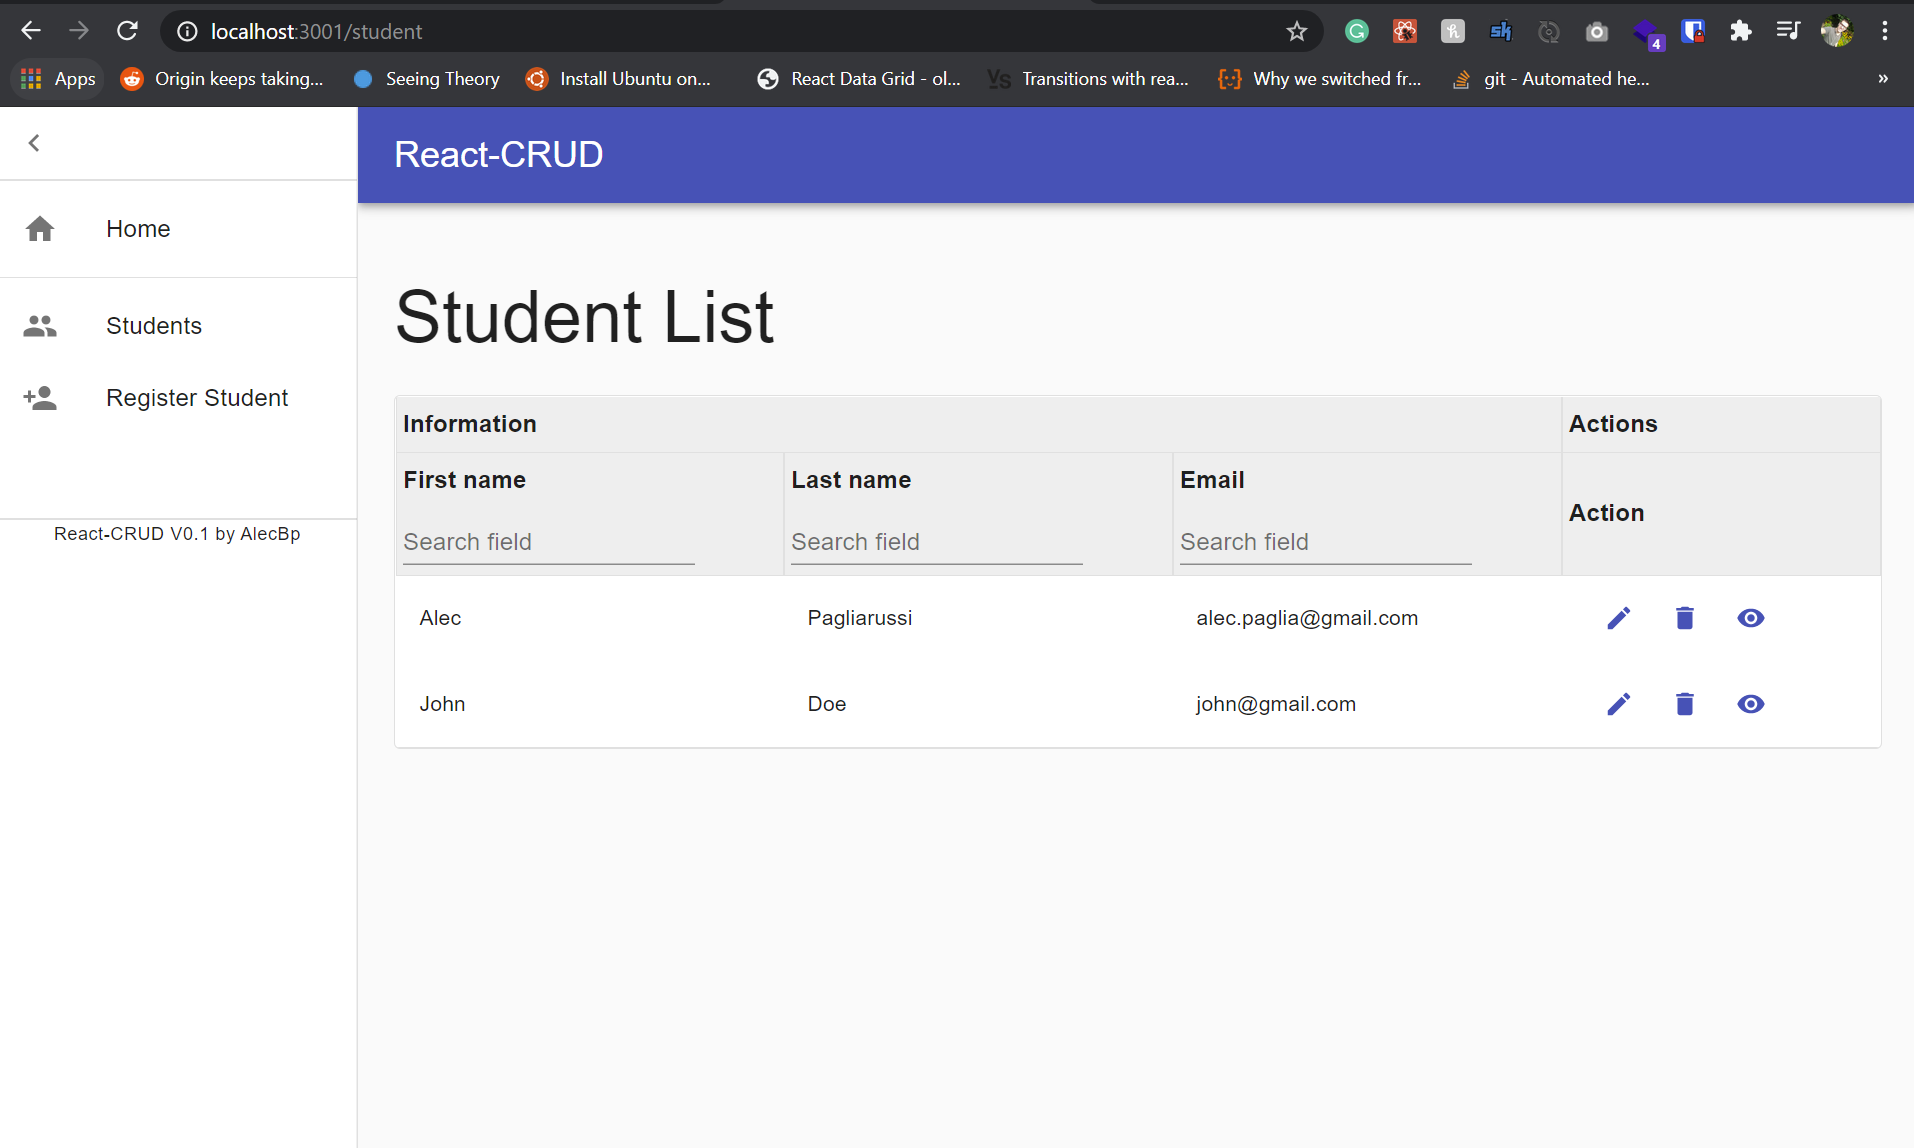 localhost:3001/student
4
Apps Origin keeps taking... Seeing Theory Install Ubuntu on... React Data Grid - ol... Vs Transitions with rea... Why we switched fr... git - Automated he... »
React-CRUD
Home
Students
Register Student
React-CRUD V0.1 by AlecBp
Student List
Information Actions
First name Last name Email Action
Search field Search field Search field
Alec Pagliarussi alec.paglia@gmail.com
John Doe john@gmail.com